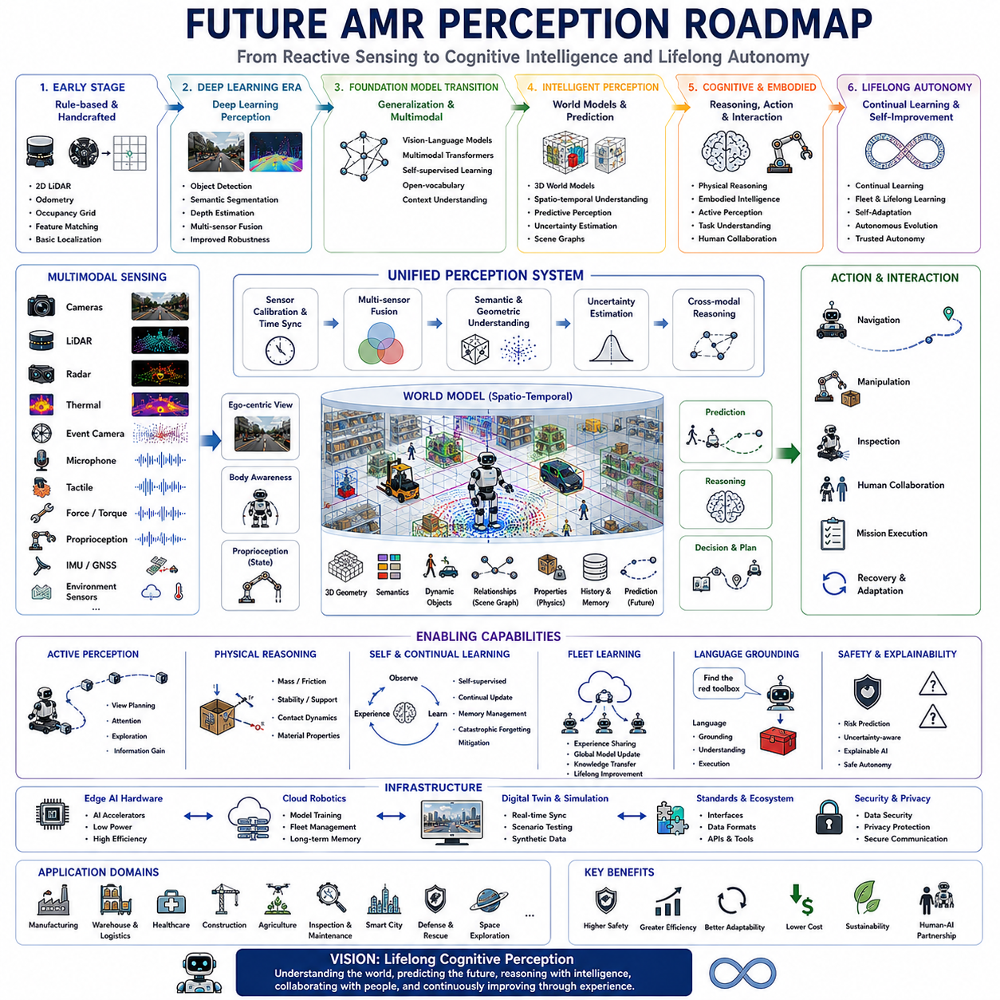 FUTURE AMR PERCEPTION ROADMAP
From Reactive Sensing to Cognitive Intelligence and Lifelong Autonomy
1. EARLY STAGE
Rule-based &
Handcrafted
• 2D LiDAR
• Odometry
• Occupancy Grid
• Feature Matching
• Basic Localization
2. DEEP LEARNING ERA
Deep Learning
Perception
• Object Detection
• Semantic Segmentation
• Depth Estimation
• Multi-sensor Fusion
• Improved Robustness
3. FOUNDATION MODEL TRANSITION
Generalization &
Multimodal
Vision-Language Models
Multimodal Transformers
Self-supervised Learning
Open-vocabulary
Context Understanding
4. INTELLIGENT PERCEPTION
World Models &
Prediction
• 3D World Models
• Spatio-temporal Understanding
• Predictive Perception
• Uncertainty Estimation
• Scene Graphs
5. COGNITIVE & EMBODIED
Reasoning, Action
& Interaction
• Physical Reasoning
• Embodied Intelligence
• Active Perception
• Task Understanding
• Human Collaboration
6. LIFELONG AUTONOMY
Continual Learning &
Self-Improvement
• Continual Learning
• Fleet & Lifelong Learning
• Self-Adaptation
• Autonomous Evolution
• Trusted Autonomy
MULTIMODAL SENSING
Cameras
LiDAR
Radar
Thermal
Event Camera
Microphone
Tactile
Force / Torque
Proprioception
IMU / GNSS
Environment
Sensors
...
UNIFIED PERCEPTION SYSTEM
Sensor
Calibration &
Time Sync
Multi-sensor
Fusion
Semantic &
Geometric
Understanding
Uncertainty
Estimation
Cross-modal
Reasoning
Ego-centric View
Body Awareness
Proprioception
(State)
WORLD MODEL (Spatio-Temporal)
3D Geometry
Semantics
Dynamic
Objects
Relationships
(Scene Graph)
Properties
(Physics)
History &
Memory
Prediction
(Future)
Prediction
Reasoning
Decision & Plan
ACTION & INTERACTION
Navigation
Manipulation
Inspection
Human Collaboration
Mission Execution
Recovery &
Adaptation
ENABLING CAPABILITIES
ACTIVE PERCEPTION
• View Planning
• Attention
• Exploration
• Information Gain
PHYSICAL REASONING
• Mass / Friction
• Stability / Support
• Contact Dynamics
• Material Properties
SELF & CONTINUAL LEARNING
Observe
Experience
Learn
• Self-supervised
• Continual Update
• Memory Management
• Catastrophic Forgetting
Mitigation
FLEET LEARNING
• Experience Sharing
• Global Model Update
• Knowledge Transfer
• Lifelong Improvement
LANGUAGE GROUNDING
Find the
red toolbox
Language
• Grounding
• Understanding
• Execution
SAFETY & EXPLAINABILITY
?
?
• Risk Prediction
• Uncertainty-aware
• Explainable AI
• Safe Autonomy
INFRASTRUCTURE
Edge AI Hardware
• AI Accelerators
• Low Power
• High Efficiency
Cloud Robotics
• Model Training
• Fleet Management
• Long-term Memory
Digital Twin & Simulation
• Real-time Sync
• Scenario Testing
• Synthetic Data
Standards & Ecosystem
• Interfaces
• Data Formats
• APIs & Tools
Security & Privacy
• Data Security
• Privacy Protection
• Secure Communication
APPLICATION DOMAINS
Manufacturing
Warehouse &
Logistics
Healthcare
Construction
Agriculture
Inspection &
Maintenance
Smart City
Defense &
Rescue
Space
Exploration
...
KEY BENEFITS
Higher Safety
Greater Efficiency
Better Adaptability
$
Lower Cost
Sustainability
Human-AI
Partnership
VISION: Lifelong Cognitive Perception
Understanding the world, predicting the future, reasoning with intelligence,
collaborating with people, and continuously improving through experience.